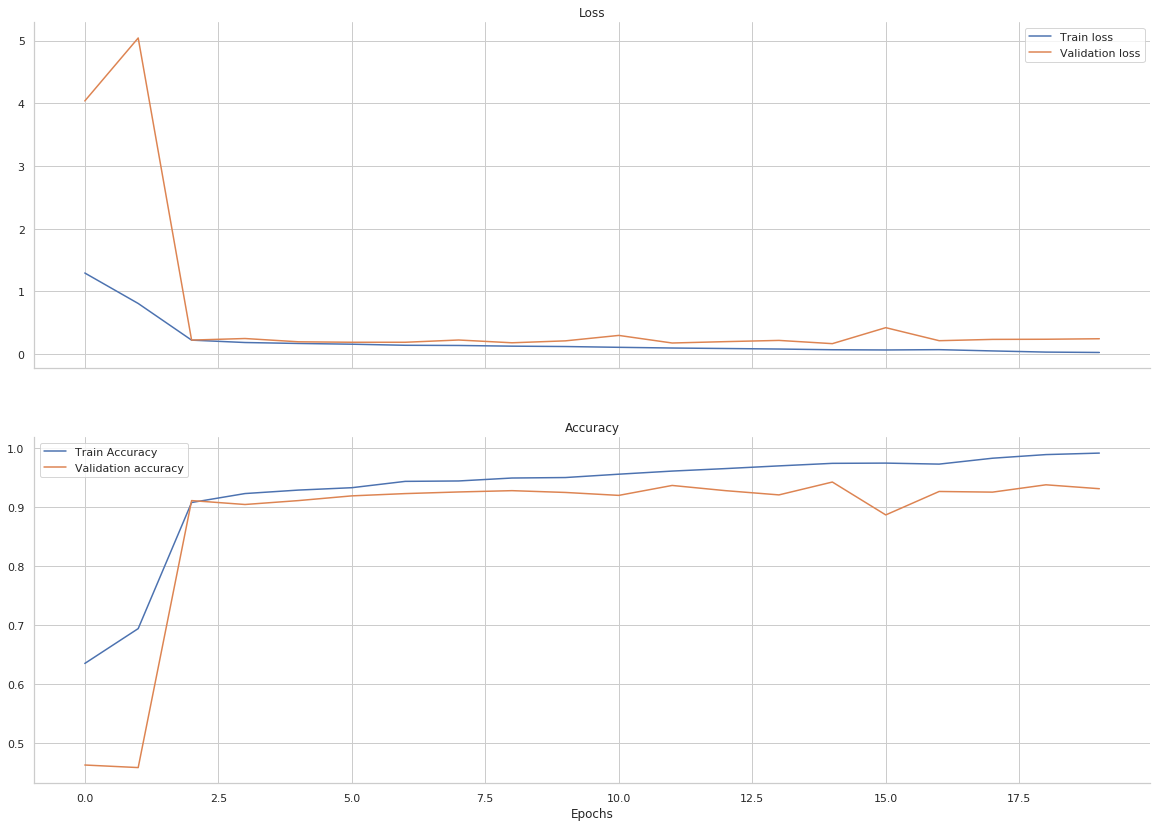 Loss
Train loss
Validation loss
5
4
3
2
1
0
Accuracy
Train Accuracy
Validation accuracy
1.0
0.9
0.8
0.7
0.6
0.5
0.0 2.5 5.0 7.5 10.0 12.5 15.0 17.5
Epochs